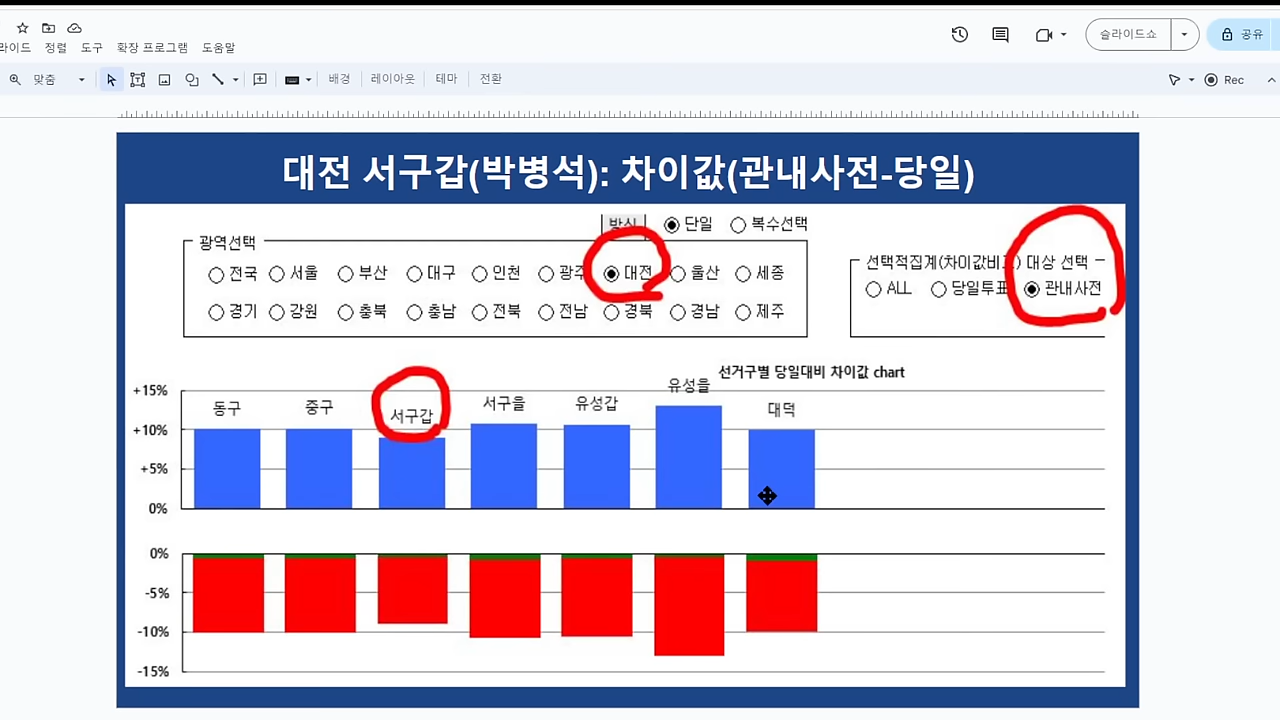 라이드 정렬 도구 확장 프로그램 도움말
슬라이드쇼
공유
맞춤
배경 레이아웃 테마 전환
Rec
대전 서구갑(박병석): 차이값(관내사전-당일)
방식 단일 복수선택
광역선택
전국 서울 부산 대구 인천 광주 대전 울산 세종
경기 강원 충북 충남 전북 전남 경북 경남 제주
선택적집계(차이값비교) 대상 선택
ALL 당일투표 관내사전
선거구별 당일대비 차이값 chart
+15%
+10%
+5%
0%
동구 중구 서구갑 서구을 유성갑 유성을 대덕
0%
-5%
-10%
-15%